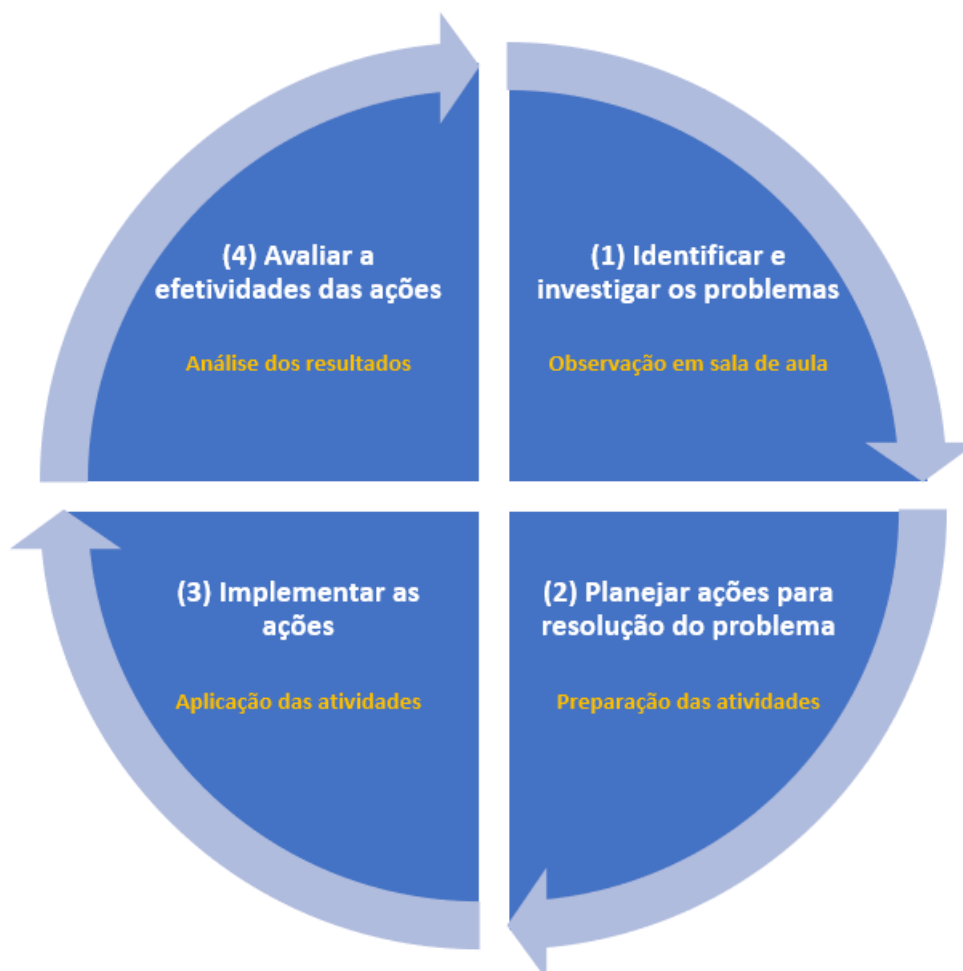 (1) Identificar e
investigar os problemas
Observação em sala de aula
(2) Planejar ações para
resolução do problema
Preparação das atividades
(3) Implementar as
ações
Aplicação das atividades
(4) Avaliar a
efetividades das ações
Análise dos resultados